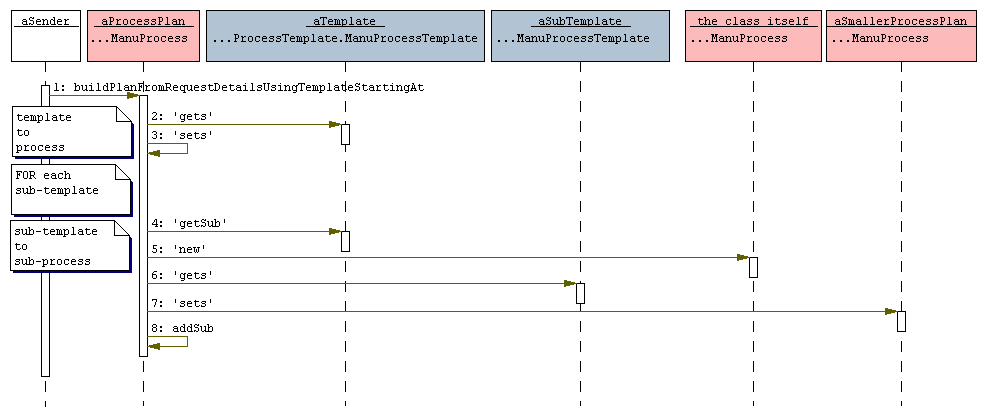 aSender
aProcessPlan
...ManuProcess
aTemplate
...ProcessTemplate.ManuProcessTemplate
aSubTemplate
...ManuProcessTemplate
the class itself
...ManuProcess
aSmallerProcessPlan
...ManuProcess
1: buildPlanFromRequestDetailsUsingTemplateStartingAt
template
to
process
2: 'gets'
3: 'sets'
FOR each
sub-template
sub-template
to
sub-process
4: 'getSub'
5: 'new'
6: 'gets'
7: 'sets'
8: addSub